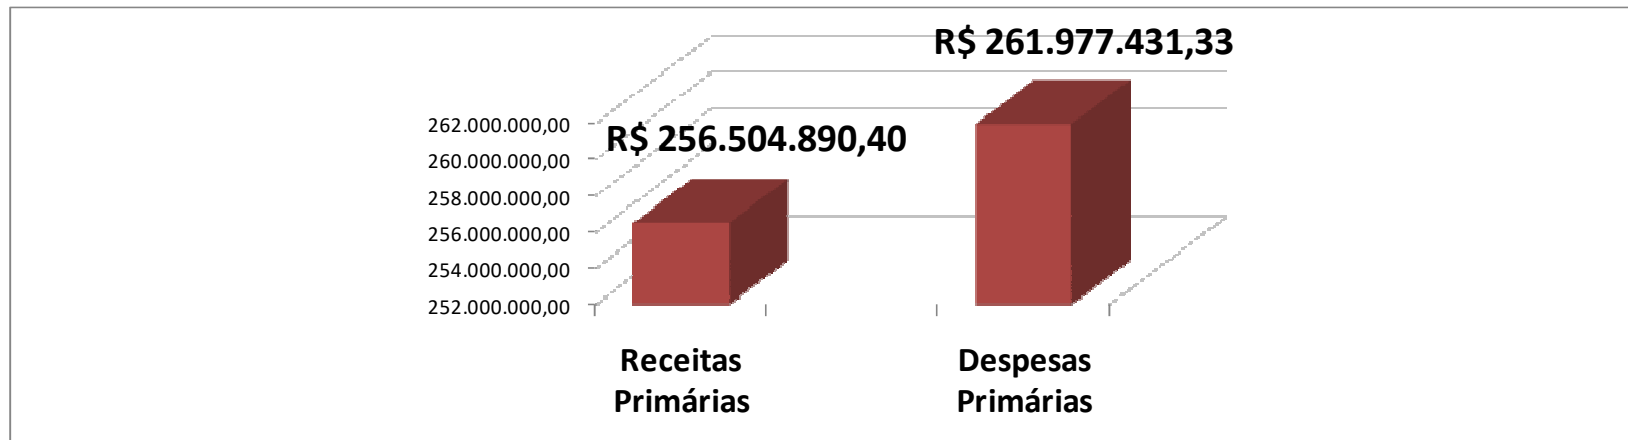 R$ 261.977.431,33
R$ 256.504.890,40
262.000.000,00
260.000.000,00
258.000.000,00
256.000.000,00
254.000.000,00
252.000.000,00
Receitas
Primárias
Despesas
Primárias